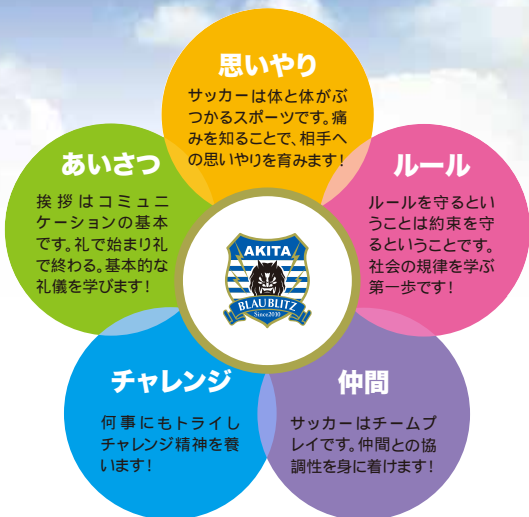 思いやり
サッカーは体と体がぶ
つかるスポーツです。痛
みを知ることで、相手へ
の思いやりを育みます!
あいさつ
挨拶はコミュニ
ケーションの基本
です。礼で始まり礼
で終わる。基本的な
礼儀を学びます!
ルール
ルールを守るとい
うことは約束を守
るということです。
社会の規律を学ぶ
第一歩です!
AKITA
BLAUBLITZ
Since2010
チャレンジ
何事にもトライし
チャレンジ精神を養
います!
仲間
サッカーはチームプ
レイです。仲間との協
調性を身に着けます!